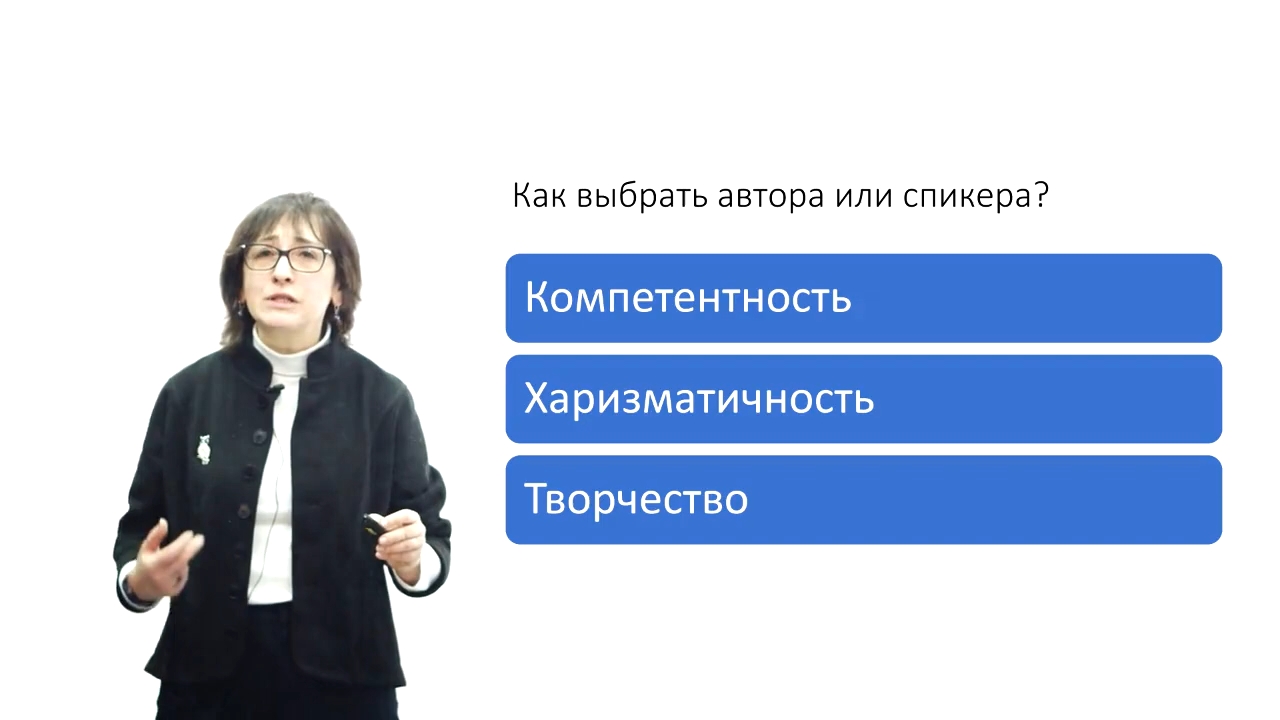 Как выбрать автора или спикера?
Компетентность
Харизматичность
Творчество